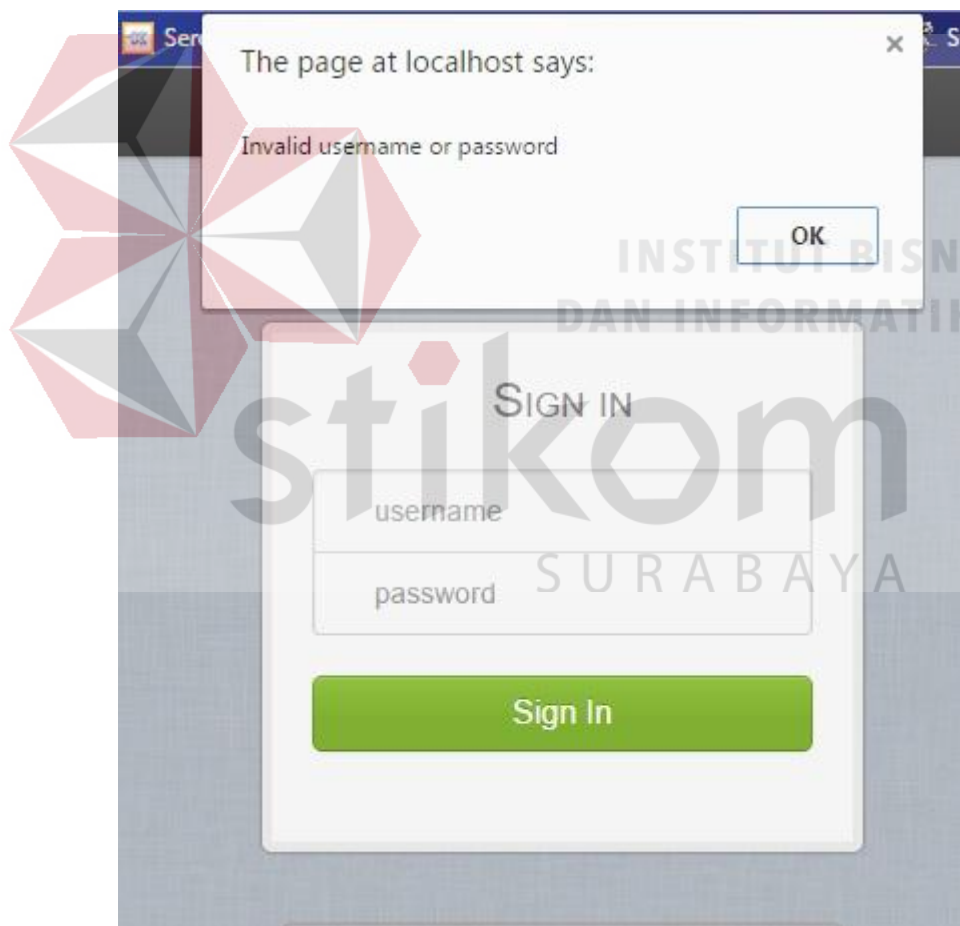 The page at localhost says:
Invalid username or password
OK
INSTITUT BISN
DAN INFORMATIK
stikom
SURABAYA
SIGN IN
username
password
Sign In